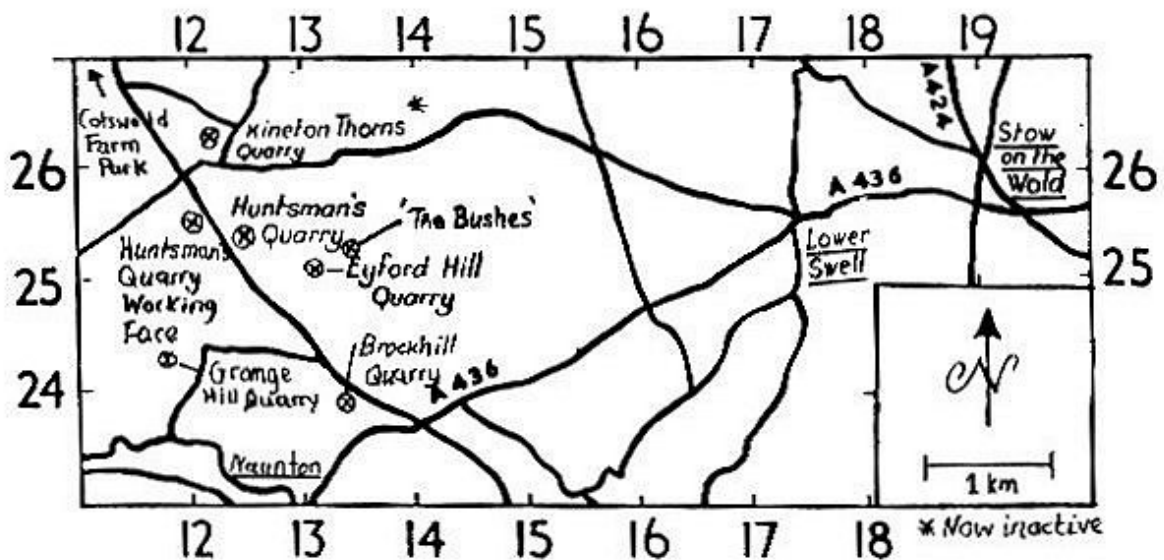 12 13 14 15 16 17 18 19
Cotswold
Farm
Park
Kineton Thorns
Quarry
*
A424
Stow
on the
Wold
26
26
A 436
Huntsman's
Quarry
'The Bushes'
Huntsman's
Quarry
Working
Face
Eyford Hill
Quarry
Lower
Swell
25
25
Brockhill
Quarry
Grange
Hill Quarry
A 436
24
24
N
Naunton
1 km
12 13 14 15 16 17 18
* Now inactive